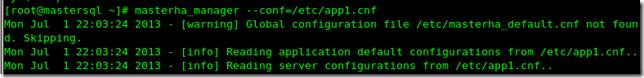 [root@mastersql ~]# masterha_manager --conf=/etc/app1.cnf
Mon Jul  1 22:03:24 2013 - [warning] Global configuration file /etc/masterha_default.cnf not foun
d. Skipping.
Mon Jul  1 22:03:24 2013 - [info] Reading application default configurations from /etc/app1.cnf..
Mon Jul  1 22:03:24 2013 - [info] Reading server configurations from /etc/app1.cnf..